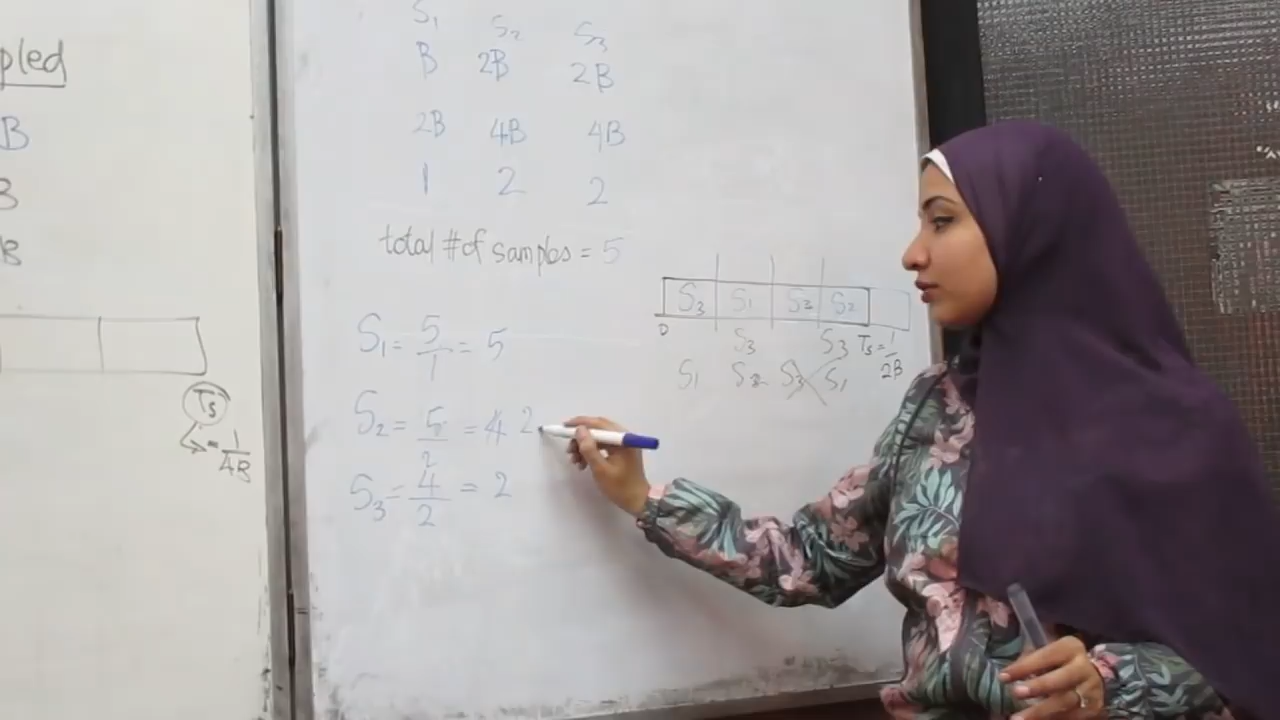 pled
B
3
B
Ts
= 1/4B
S1 S2 S3
B 2B 2B
2B 4B 4B
1 2 2
total # of samples = 5
S1 = 5/1 = 5
S2 = 5/2 = 4 2
S3 = 4/2 = 2
S3 S1 S2 S2
0 S3 S3 Ts = 1/2B
S1 S2 S3 S1